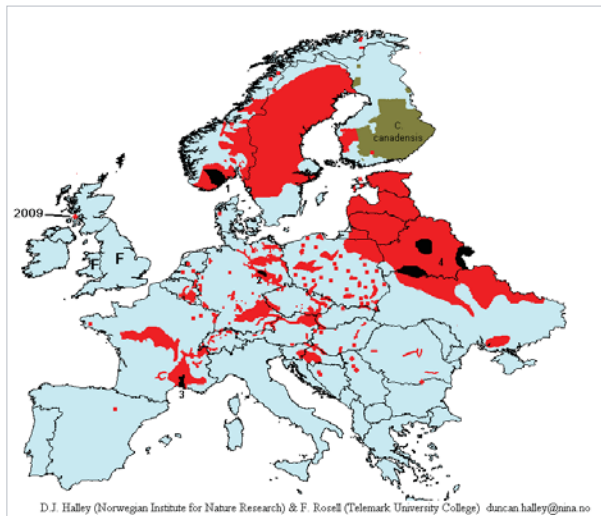 C.
canadensis
1
2009
F
F
4
2
3
D.J. Halley (Norwegian Institute for Nature Research) & F. Rosell (Telemark University College) duncan.halley@nina.no